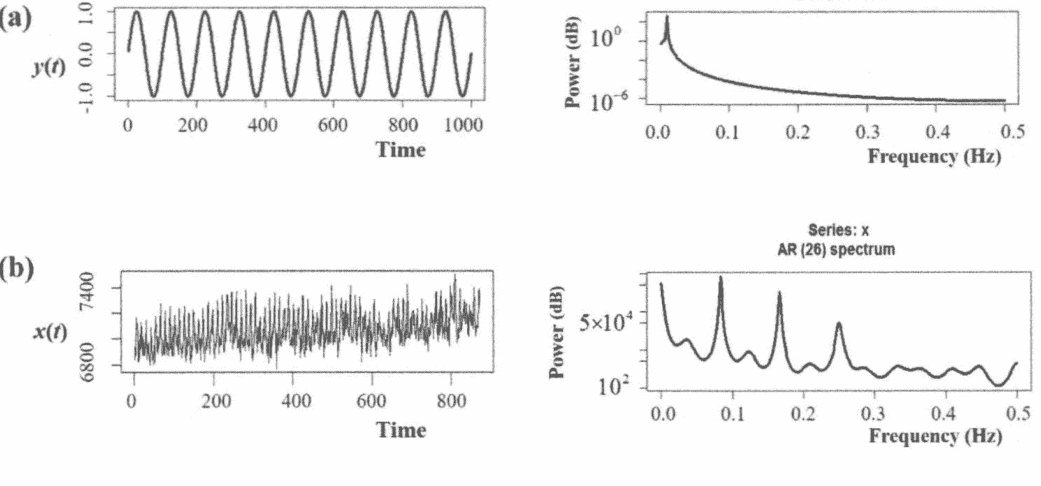 (a)
y(t)
1.0
0.0
-1.0
0 200 400 600 800 1000
Time
Power (dB)
10⁰
10⁻⁶
0.0 0.1 0.2 0.3 0.4 0.5
Frequency (Hz)
(b)
x(t)
7400
6800
0 200 400 600 800
Time
Series: x
AR (26) spectrum
Power (dB)
5×10⁴
10²
0.0 0.1 0.2 0.3 0.4 0.5
Frequency (Hz)